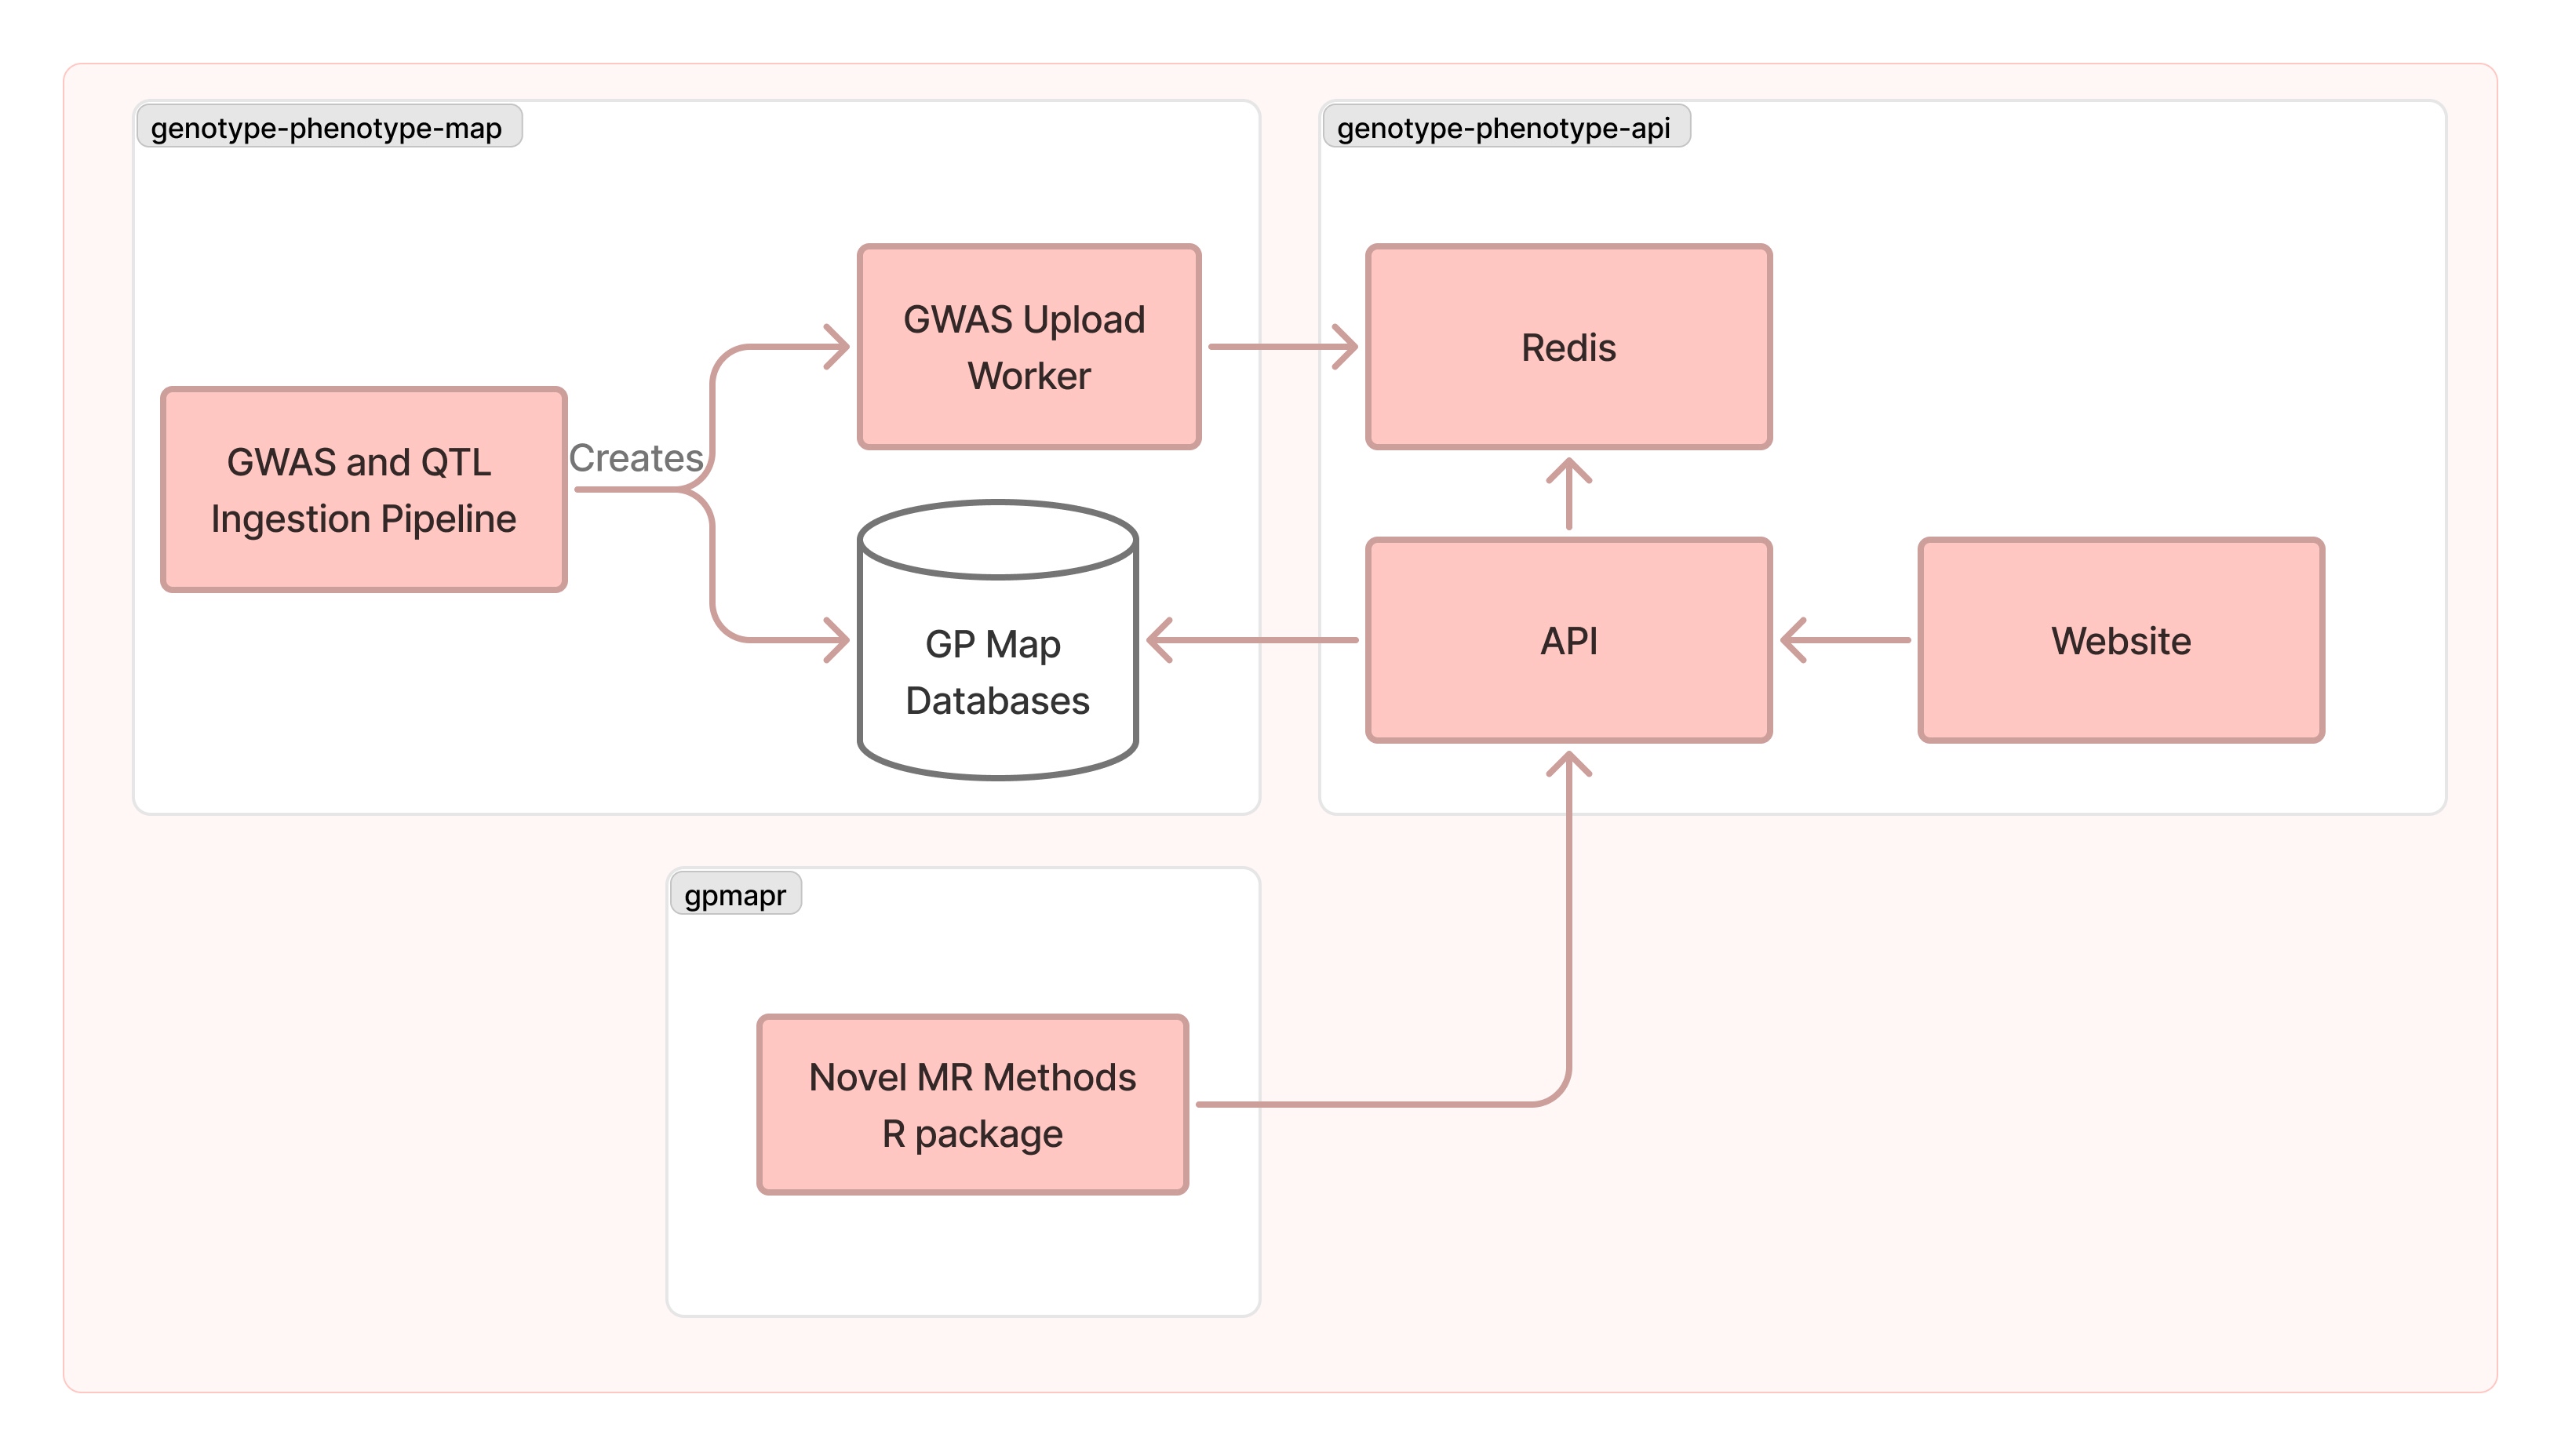 genotype-phenotype-map
genotype-phenotype-api
GWAS Upload
Worker
Redis
GWAS and QTL
Ingestion Pipeline
Creates
GP Map
Databases
API
Website
gpmapr
Novel MR Methods
R package